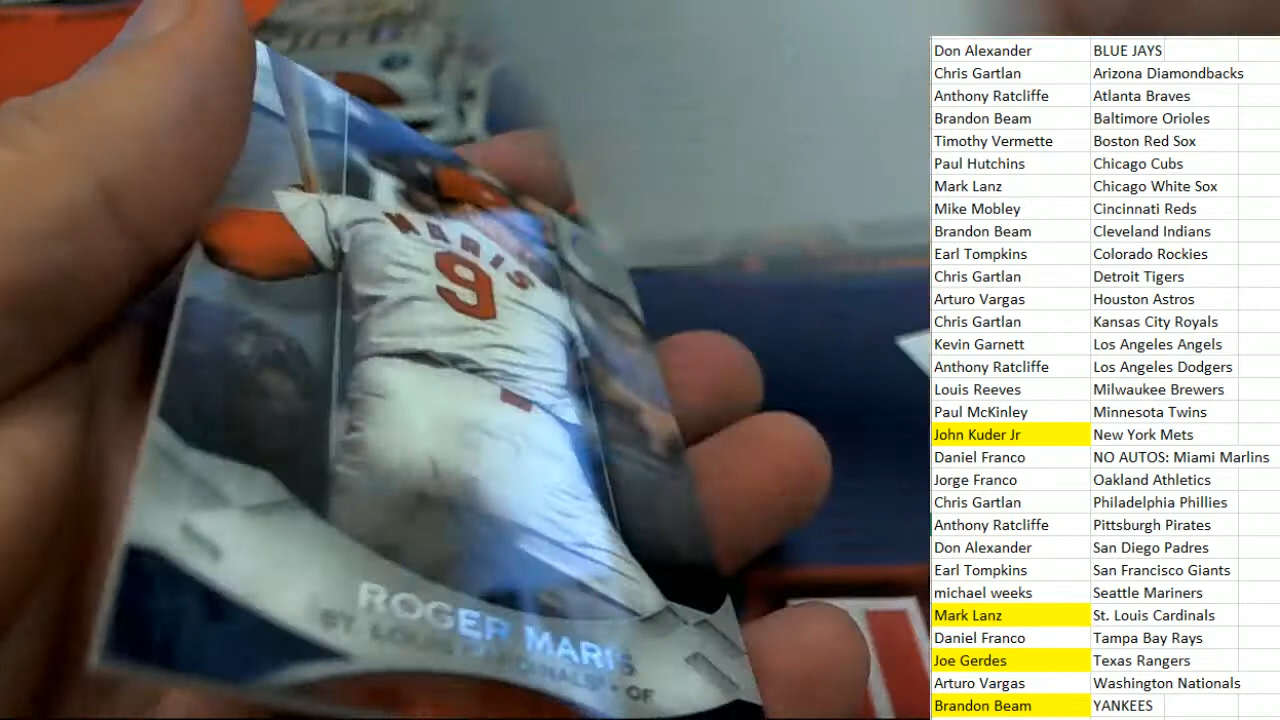 MARIS
9
ROGER MARIS
ST. LOUIS CARDINALS • OF
Don Alexander BLUE JAYS
Chris Gartlan Arizona Diamondbacks
Anthony Ratcliffe Atlanta Braves
Brandon Beam Baltimore Orioles
Timothy Vermette Boston Red Sox
Paul Hutchins Chicago Cubs
Mark Lanz Chicago White Sox
Mike Mobley Cincinnati Reds
Brandon Beam Cleveland Indians
Earl Tompkins Colorado Rockies
Chris Gartlan Detroit Tigers
Arturo Vargas Houston Astros
Chris Gartlan Kansas City Royals
Kevin Garnett Los Angeles Angels
Anthony Ratcliffe Los Angeles Dodgers
Louis Reeves Milwaukee Brewers
Paul McKinley Minnesota Twins
John Kuder Jr New York Mets
Daniel Franco NO AUTOS: Miami Marlins
Jorge Franco Oakland Athletics
Chris Gartlan Philadelphia Phillies
Anthony Ratcliffe Pittsburgh Pirates
Don Alexander San Diego Padres
Earl Tompkins San Francisco Giants
michael weeks Seattle Mariners
Mark Lanz St. Louis Cardinals
Daniel Franco Tampa Bay Rays
Joe Gerdes Texas Rangers
Arturo Vargas Washington Nationals
Brandon Beam YANKEES